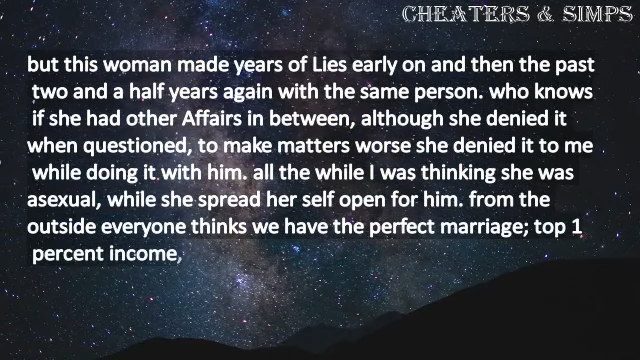 CHEATERS & SIMPS
but this woman made years of Lies early on and then the past
two and a half years again with the same person. who knows
if she had other Affairs in between, although she denied it
when questioned, to make matters worse she denied it to me
while doing it with him. all the while I was thinking she was
asexual, while she spread her self open for him. from the
outside everyone thinks we have the perfect marriage; top 1
percent income,